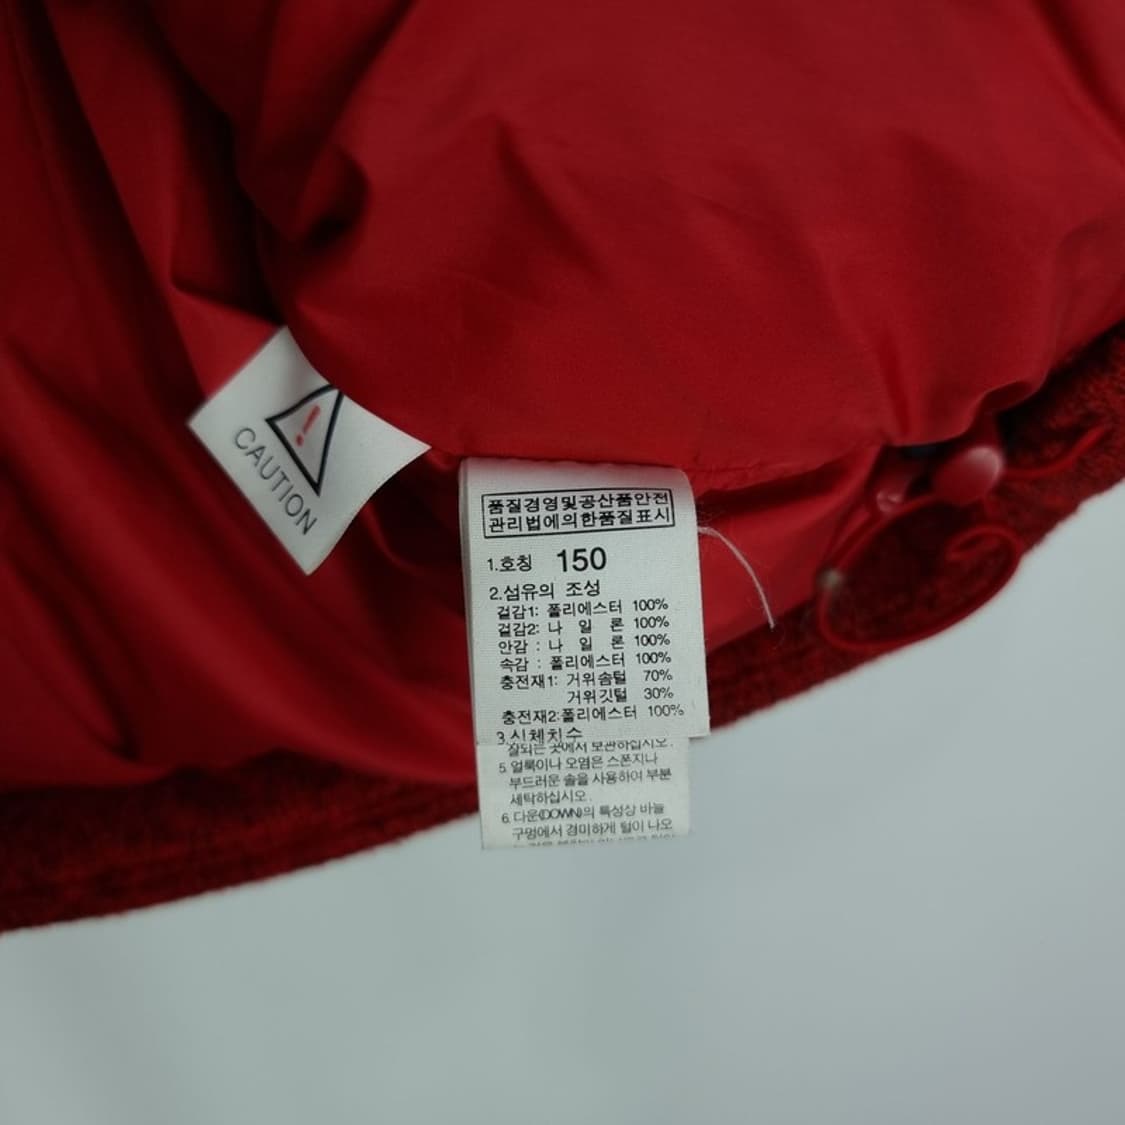 CAUTION
품질경영및공산품안전
관리법에의한품질표시
1.호칭 150
2.섬유의 조성
겉감1: 폴리에스터 100%
겉감2: 나 일 론 100%
안감 : 나 일 론 100%
속감 : 폴리에스터 100%
충전재1: 거위솜털 70%
거위깃털 30%
충전재2:폴리에스터 100%
3.신체치수
잘되는 곳에서 보관하십시오.
5. 얼룩이나 오염은 스폰지나
부드러운 솔을 사용하여 부분
세탁하십시오.
6. 다운(DOWN)의 특성상 바늘
구멍에서 경미하게 털이 나오